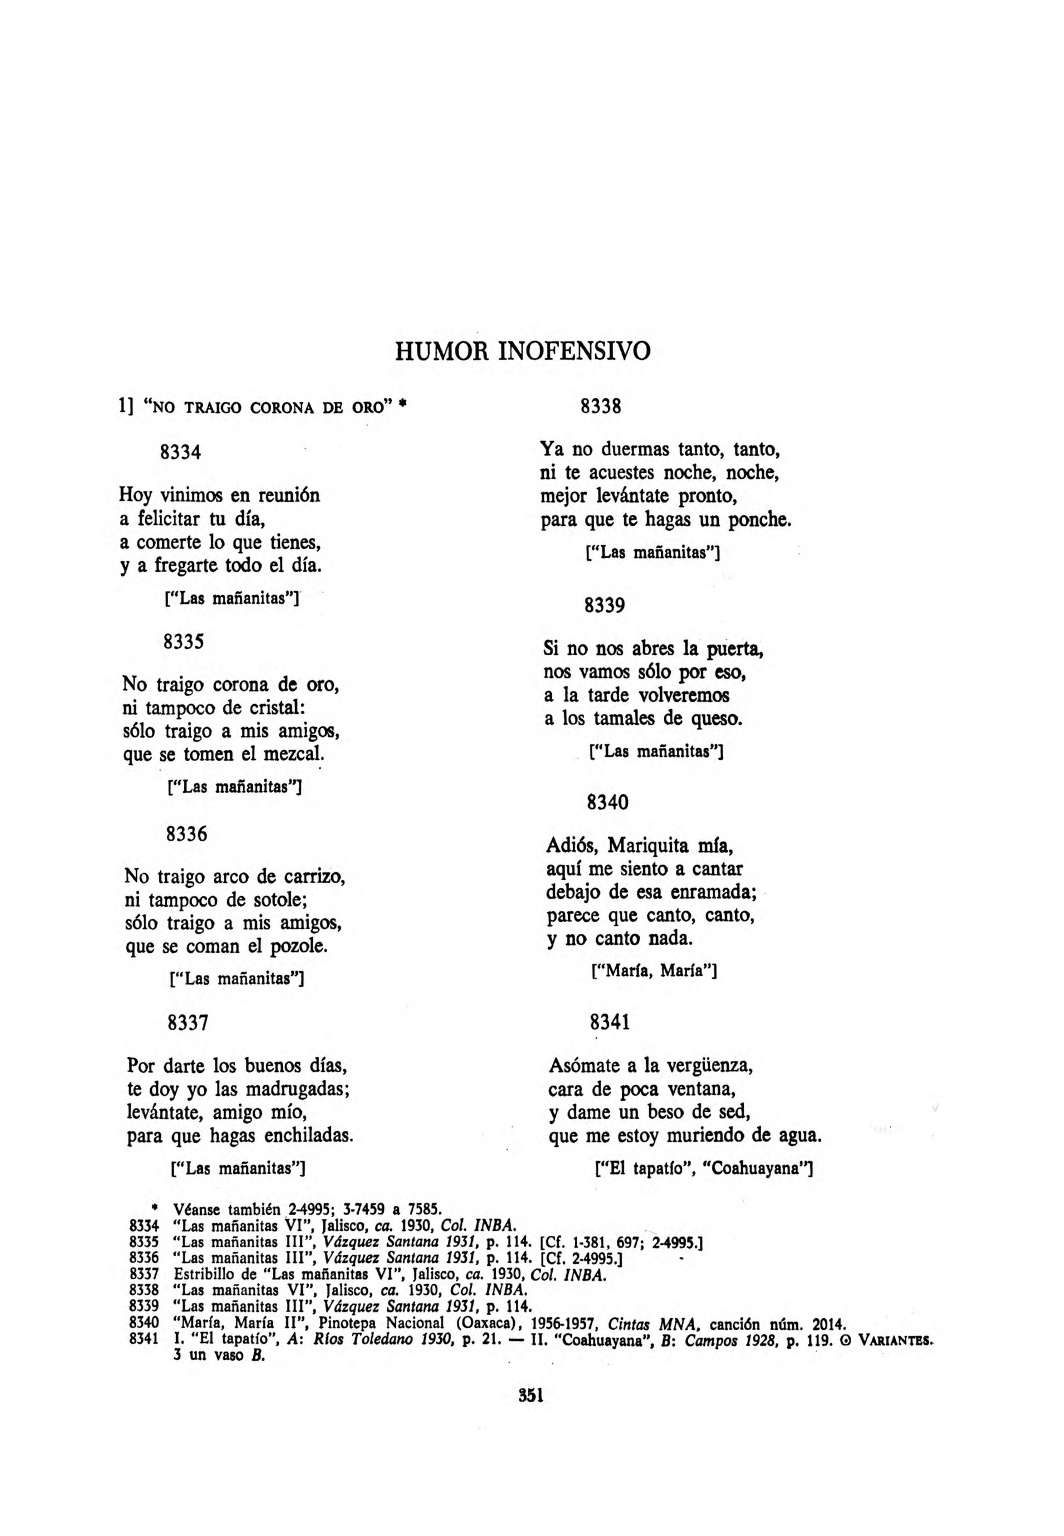 HUMOR INOFENSIVO
1] “NO TRAIGO CORONA DE ORO” *
8334
Hoy vinimos en reunión
a felicitar tu día,
a comerte lo que tienes,
y a fregarte todo el día.
[“Las mañanitas”]
8335
No traigo corona de oro,
ni tampoco de cristal:
sólo traigo a mis amigos,
que se tomen el mezcal.
[“Las mañanitas”]
8336
No traigo arco de carrizo,
ni tampoco de sotole;
sólo traigo a mis amigos,
que se coman el pozole.
[“Las mañanitas”]
8337
Por darte los buenos días,
te doy yo las madrugadas;
levántate, amigo mío,
para que hagas enchiladas.
[“Las mañanitas”]
8338
Ya no duermas tanto, tanto,
ni te acuestes noche, noche,
mejor levántate pronto,
para que te hagas un ponche.
[“Las mañanitas”]
8339
Si no nos abres la puerta,
nos vamos sólo por eso,
a la tarde volveremos
a los tamales de queso.
[“Las mañanitas”]
8340
Adiós, Mariquita mía,
aquí me siento a cantar
debajo de esa enramada;
parece que canto, canto,
y no canto nada.
[“María, María”]
8341
Asómate a la vergüenza,
cara de poca ventana,
y dame un beso de sed,
que me estoy muriendo de agua.
[“El tapatío”, “Coahuayana”]
* Véanse también 2-4995; 3-7459 a 7585.
8334 “Las mañanitas VI”, Jalisco, ca. 1930, Col. INBA.
8335 “Las mañanitas III”, Vázquez Santana 1931, p. 114. [Cf. 1-381, 697; 2-4995.]
8336 “Las mañanitas III”, Vázquez Santana 1931, p. 114. [Cf. 2-4995.]
8337 Estribillo de “Las mañanitas VI”, Jalisco, ca. 1930, Col. INBA.
8338 “Las mañanitas VI”, Jalisco, ca. 1930, Col. INBA.
8339 “Las mañanitas III”, Vázquez Santana 1931, p. 114.
8340 “María, María II”, Pinotepa Nacional (Oaxaca), 1956-1957, Cintas MNA, canción núm. 2014.
8341 I. “El tapatío”, A: Ríos Toledano 1930, p. 21. — II. “Coahuayana”, B: Campos 1928, p. 119. ⊙ VARIANTES.
3 un vaso B.
351